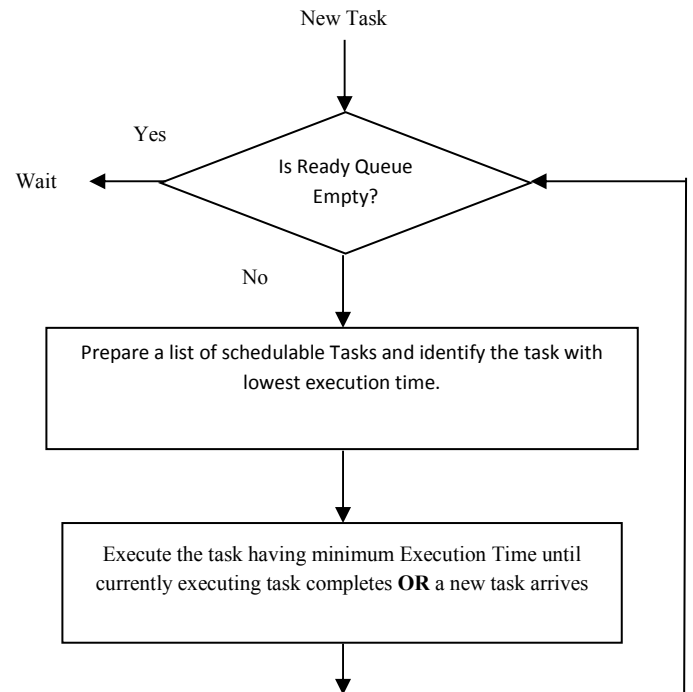 New Task
Yes
Is Ready Queue
Empty?
Wait
No
Prepare a list of schedulable Tasks and identify the task with
lowest execution time.
Execute the task having minimum Execution Time until
currently executing task completes OR a new task arrives